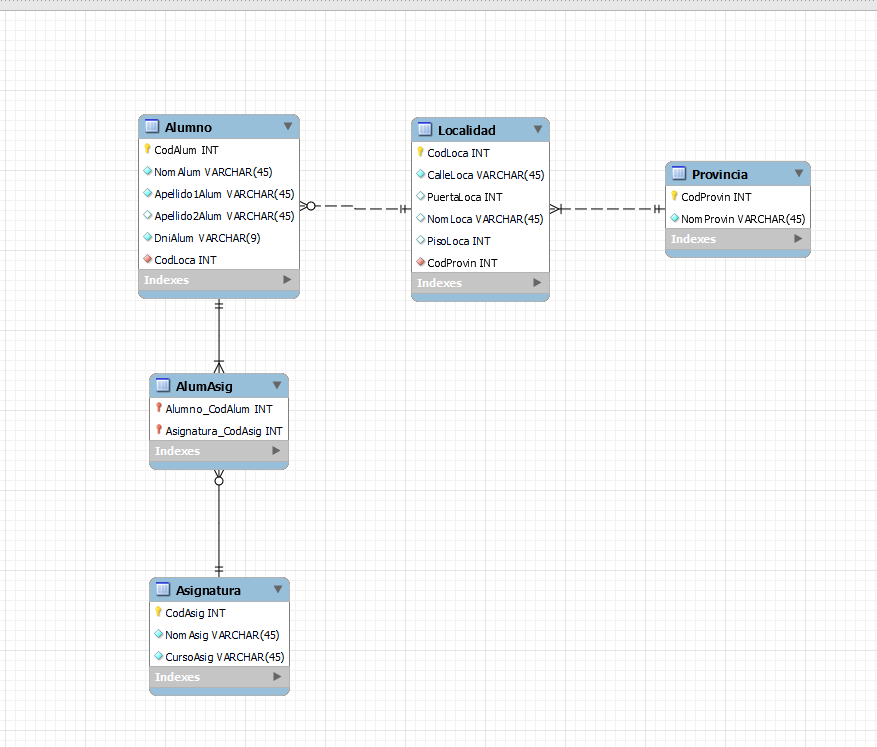 Alumno
CodAlum INT
NomAlum VARCHAR(45)
Apellido1Alum VARCHAR(45)
Apellido2Alum VARCHAR(45)
DniAlum VARCHAR(9)
CodLoca INT
Indexes
Localidad
CodLoca INT
CalleLoca VARCHAR(45)
PuertaLoca INT
NomLoca VARCHAR(45)
PisoLoca INT
CodProvin INT
Indexes
Provincia
CodProvin INT
NomProvin VARCHAR(45)
Indexes
AlumAsig
Alumno_CodAlum INT
Asignatura_CodAsig INT
Indexes
Asignatura
CodAsig INT
NomAsig VARCHAR(45)
CursoAsig VARCHAR(45)
Indexes